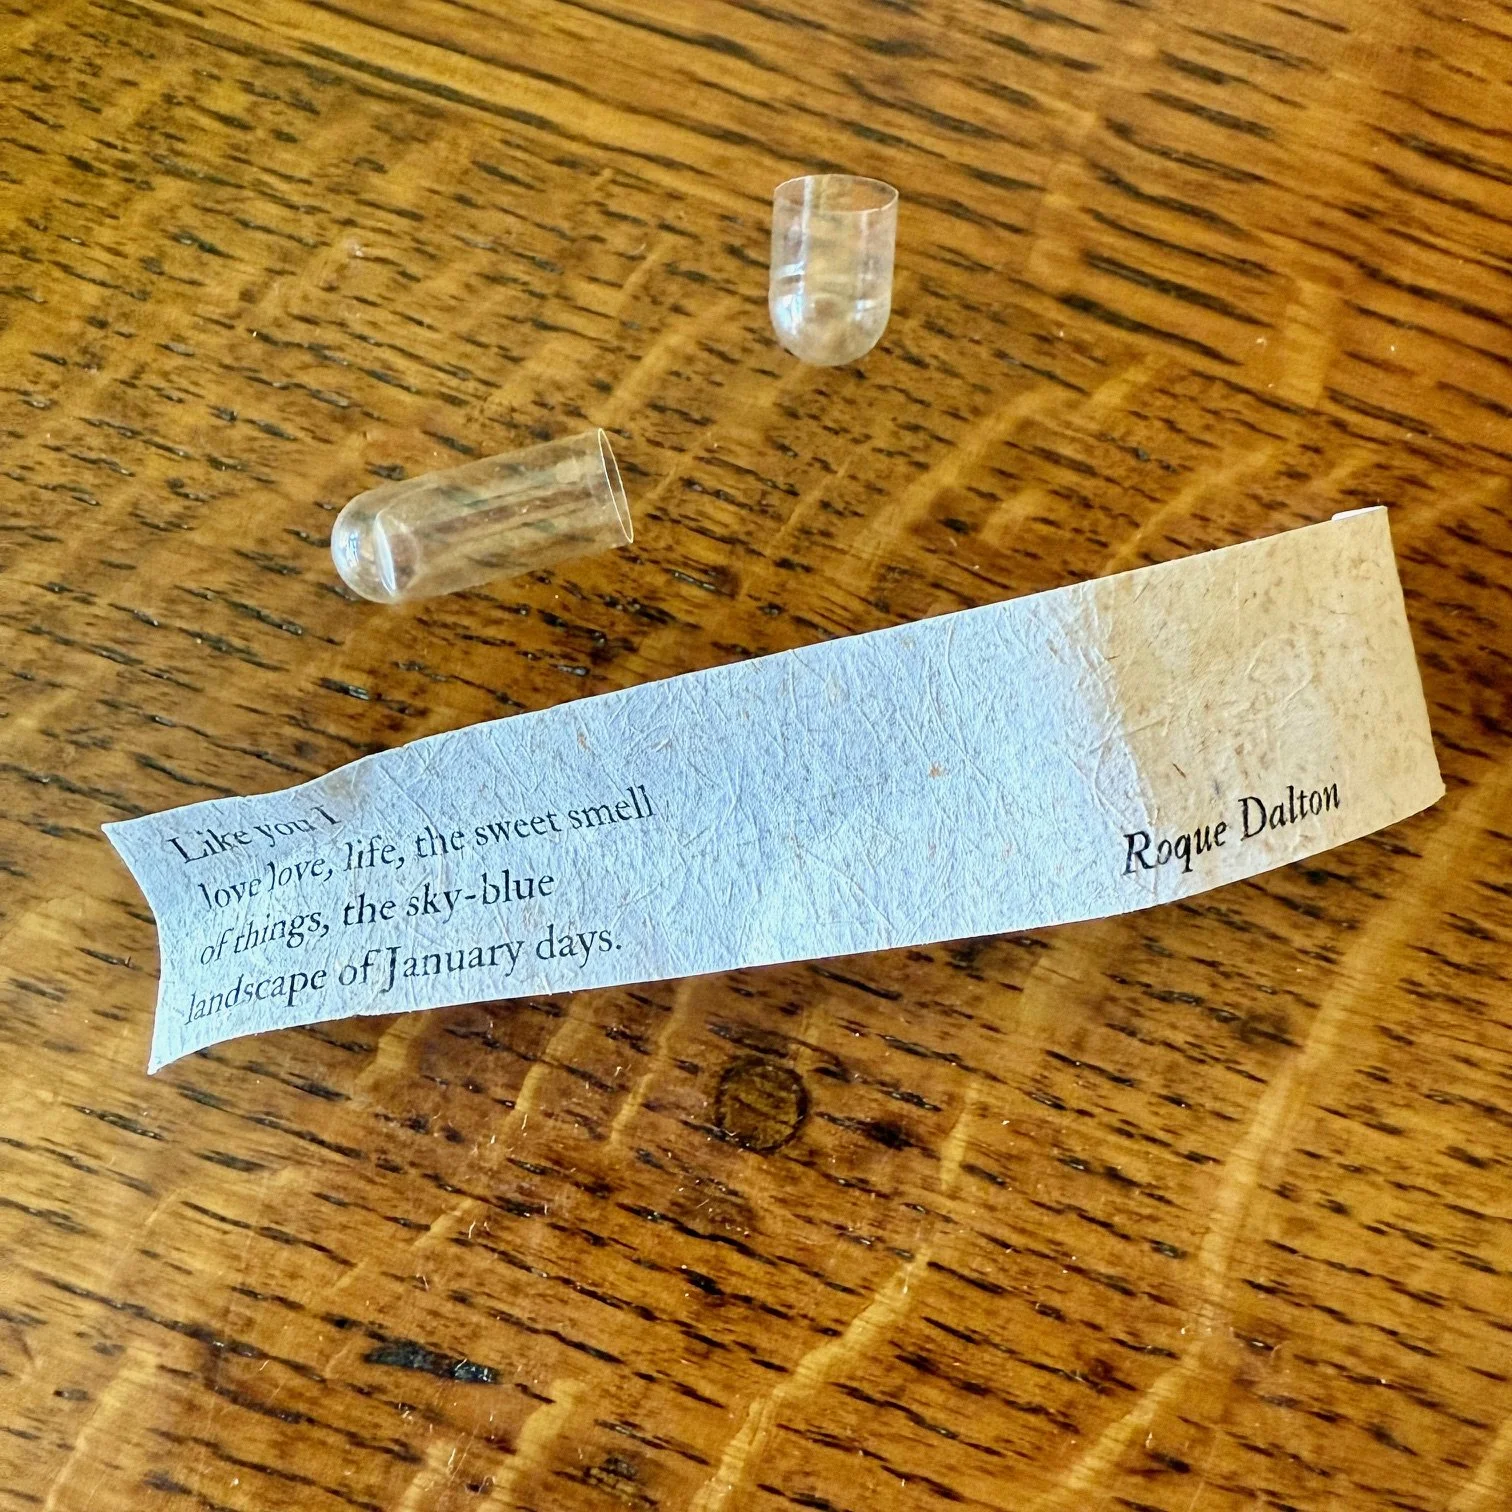 Like you I
love love, life, the sweet smell
of things, the sky-blue
landscape of January days.
Roque Dalton